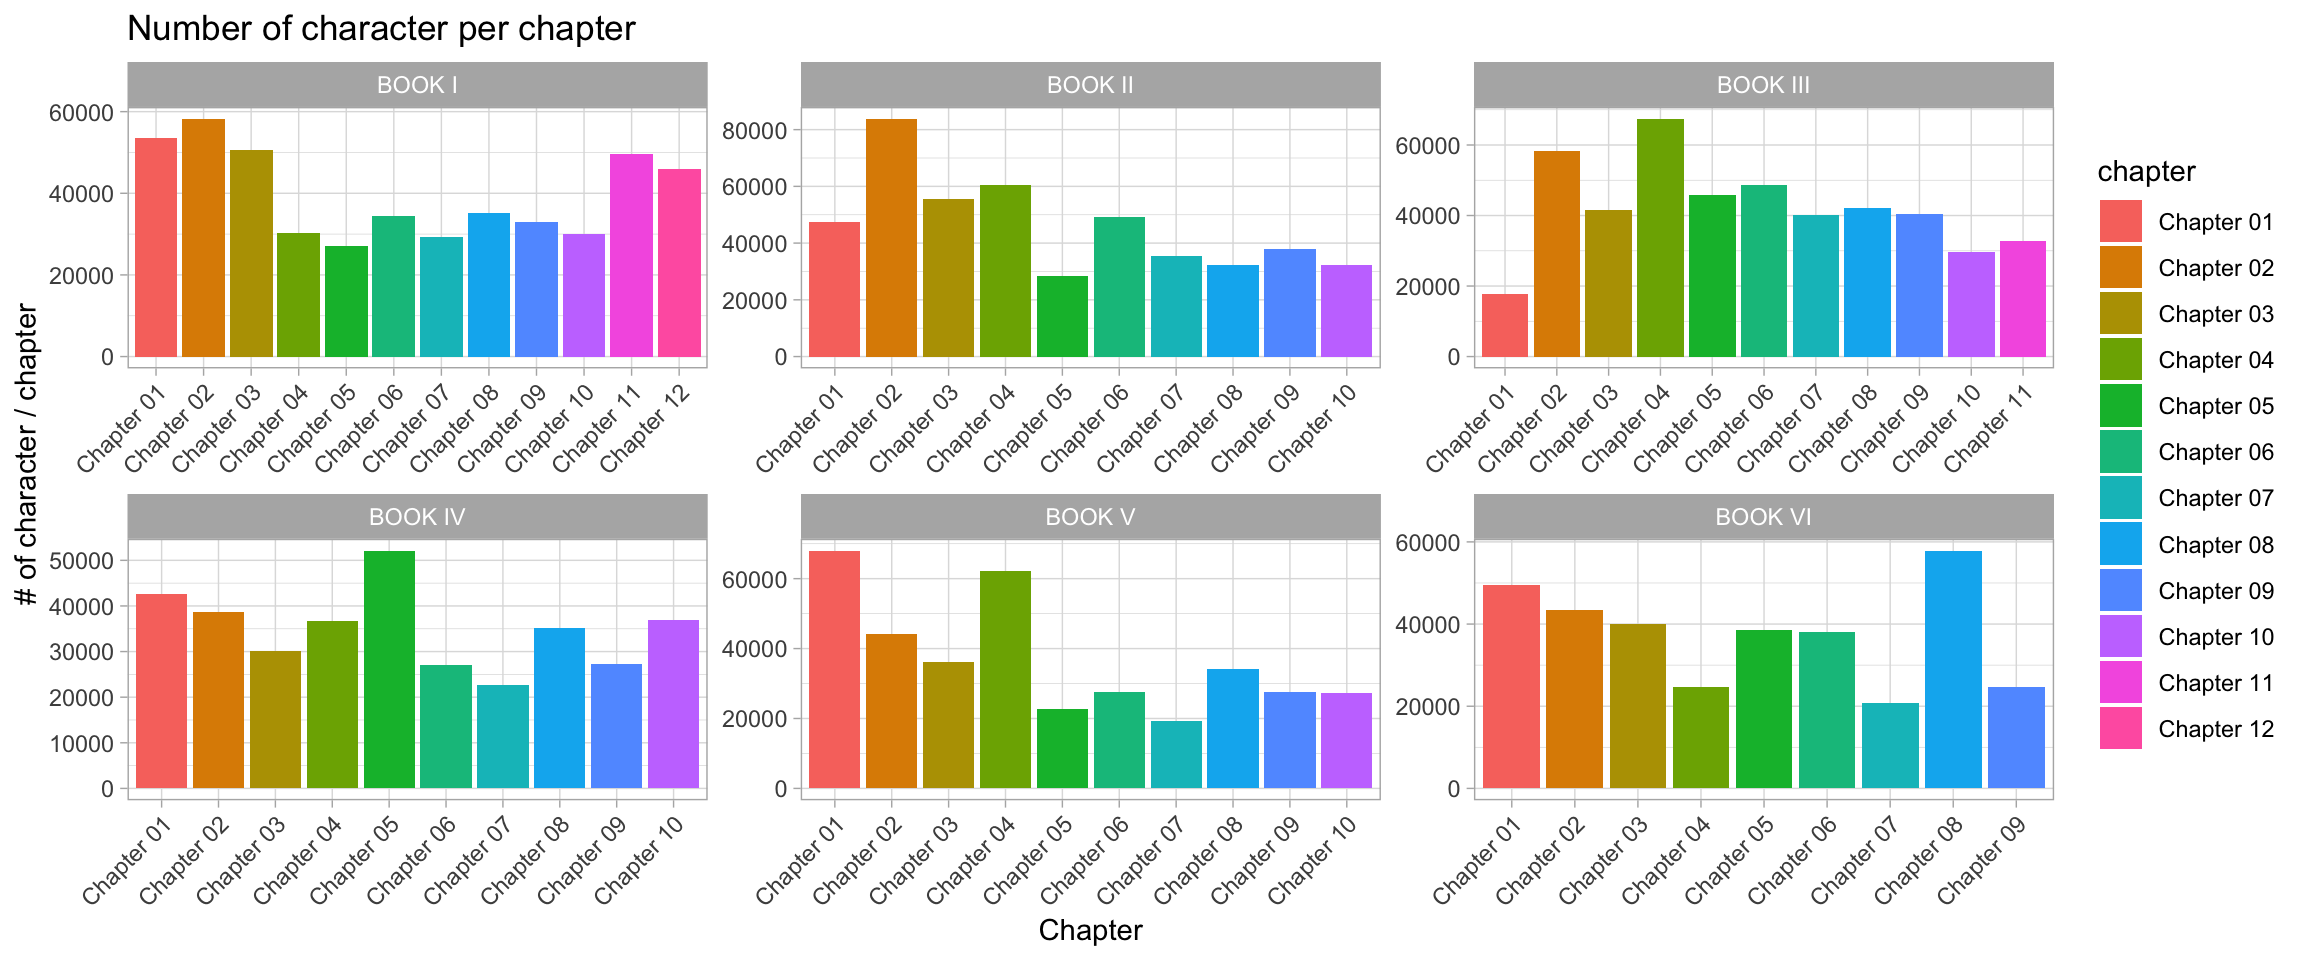 Number of character per chapter
# of character / chapter
BOOK I
60000
40000
20000
0
Chapter 01
Chapter 02
Chapter 03
Chapter 04
Chapter 05
Chapter 06
Chapter 07
Chapter 08
Chapter 09
Chapter 10
Chapter 11
Chapter 12
BOOK II
80000
60000
40000
20000
0
Chapter 01
Chapter 02
Chapter 03
Chapter 04
Chapter 05
Chapter 06
Chapter 07
Chapter 08
Chapter 09
Chapter 10
BOOK III
60000
40000
20000
0
Chapter 01
Chapter 02
Chapter 03
Chapter 04
Chapter 05
Chapter 06
Chapter 07
Chapter 08
Chapter 09
Chapter 10
Chapter 11
BOOK IV
50000
40000
30000
20000
10000
0
Chapter 01
Chapter 02
Chapter 03
Chapter 04
Chapter 05
Chapter 06
Chapter 07
Chapter 08
Chapter 09
Chapter 10
BOOK V
60000
40000
20000
0
Chapter 01
Chapter 02
Chapter 03
Chapter 04
Chapter 05
Chapter 06
Chapter 07
Chapter 08
Chapter 09
Chapter 10
BOOK VI
60000
40000
20000
0
Chapter 01
Chapter 02
Chapter 03
Chapter 04
Chapter 05
Chapter 06
Chapter 07
Chapter 08
Chapter 09
Chapter
chapter
Chapter 01
Chapter 02
Chapter 03
Chapter 04
Chapter 05
Chapter 06
Chapter 07
Chapter 08
Chapter 09
Chapter 10
Chapter 11
Chapter 12